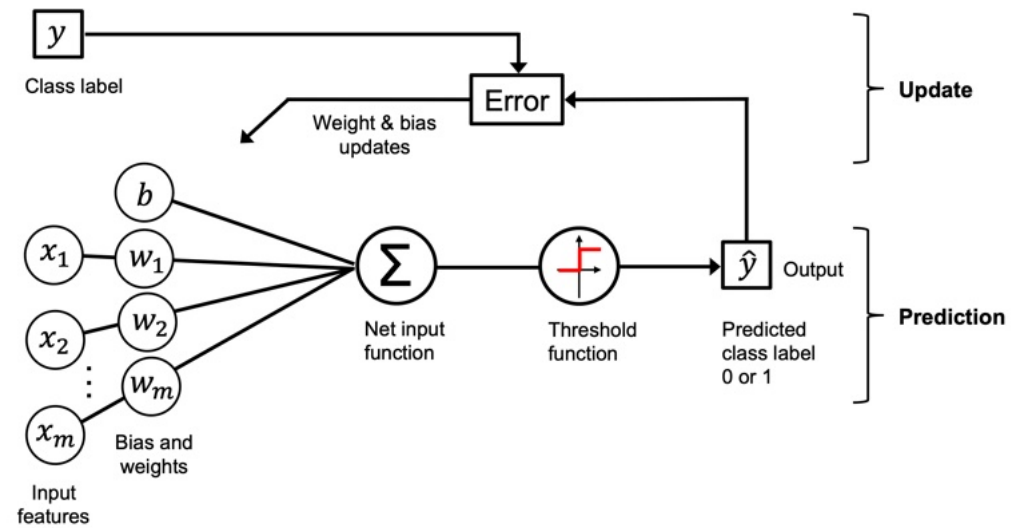 y
Class label
Error
Update
Weight & bias
updates
b
x₁
w₁
x₂
w₂
⋮
wₘ
xₘ
Σ
ŷ
Output
Prediction
Net input
function
Threshold
function
Predicted
class label
0 or 1
Bias and
weights
Input
features